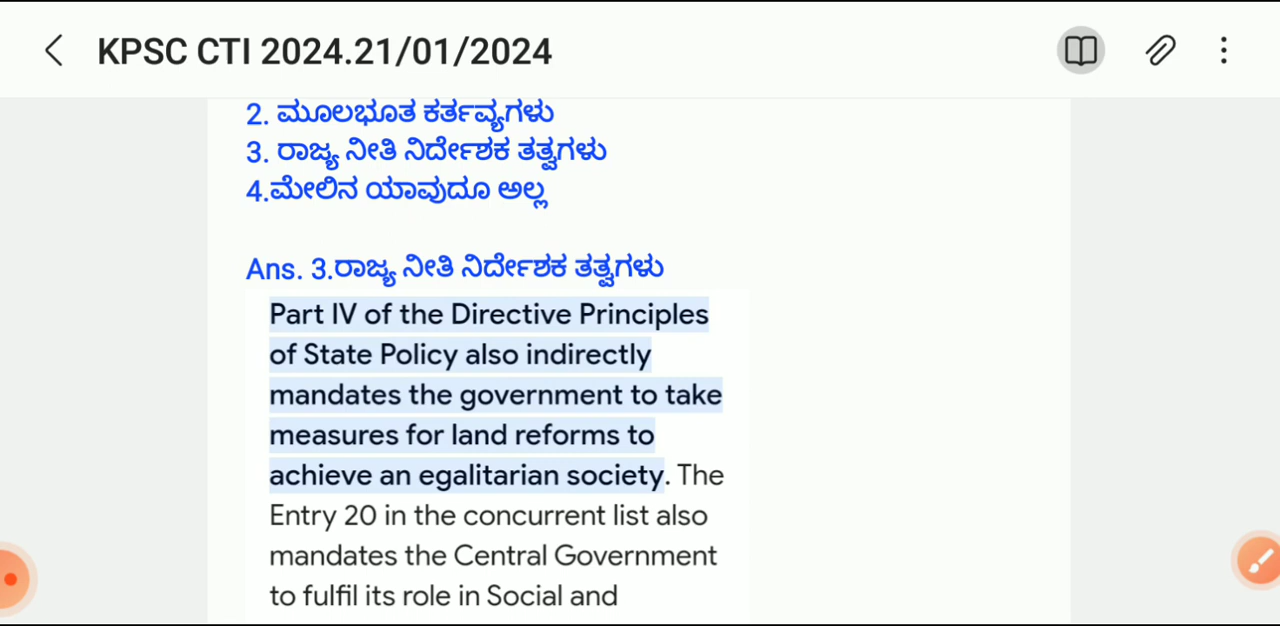 KPSC CTI 2024.21/01/2024
2. ಮೂಲಭೂತ ಕರ್ತವ್ಯಗಳು
3. ರಾಜ್ಯ ನೀತಿ ನಿರ್ದೇಶಕ ತತ್ವಗಳು
4.ಮೇಲಿನ ಯಾವುದೂ ಅಲ್ಲ
Ans. 3.ರಾಜ್ಯ ನೀತಿ ನಿರ್ದೇಶಕ ತತ್ವಗಳು
Part IV of the Directive Principles
of State Policy also indirectly
mandates the government to take
measures for land reforms to
achieve an egalitarian society. The
Entry 20 in the concurrent list also
mandates the Central Government
to fulfil its role in Social and